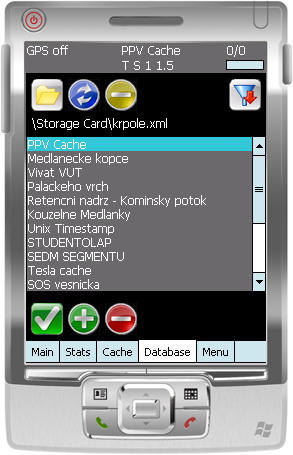 GPS off PPV Cache 0/0
T S 1 1.5
\Storage Card\krpole.xml
PPV Cache
Medlanecke kopce
Vivat VUT
Palackeho vrch
Retencni nadrz - Kominsky potok
Kouzelne Medlanky
Unix Timestamp
STUDENTOLAP
SEDM SEGMENTU
Tesla cache
SOS vesnicka
Main Stats Cache Database Menu